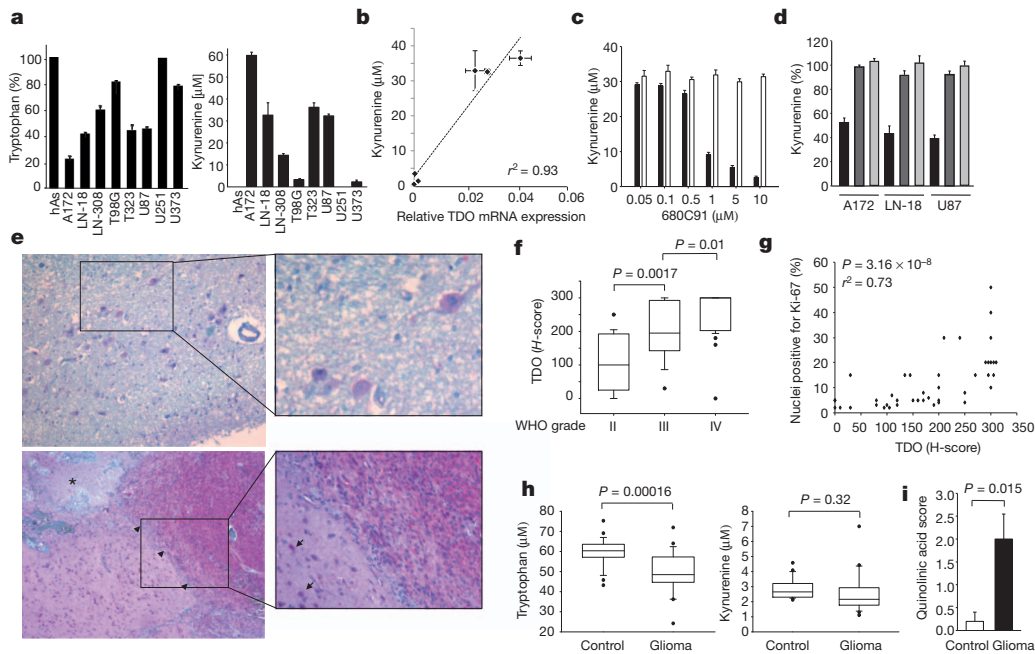 a
Tryptophan (%)
100
80
60
40
20
0
hAs
A172
LN-18
LN-308
T98G
T323
U87
U251
U373
Kynurenine [µM]
60
50
40
30
20
10
0
hAs
A172
LN-18
LN-308
T98G
T323
U87
U251
U373
b
Kynurenine (µM)
40
30
20
10
0
0
0.02
0.04
0.06
r² = 0.93
Relative TDO mRNA expression
c
Kynurenine (µM)
40
35
30
25
20
15
10
5
0
0.05
0.1
0.5
1
5
10
680C91 (µM)
d
Kynurenine (%)
120
100
80
60
40
20
0
A172
LN-18
U87
e
*
f
P = 0.01
P = 0.0017
TDO (H-score)
300
200
100
0
WHO grade
II
III
IV
g
P = 3.16 × 10⁻⁸
r² = 0.73
Nuclei positive for Ki-67 (%)
60
50
40
30
20
10
0
0
50
100
150
200
250
300
350
TDO (H-score)
h
P = 0.00016
Tryptophan (µM)
80
70
60
50
40
30
20
Control
Glioma
P = 0.32
Kynurenine (µM)
8
7
6
5
4
3
2
1
0
Control
Glioma
i
P = 0.015
Quinolinic acid score
3.0
2.5
2.0
1.5
1.0
0.5
0
Control Glioma